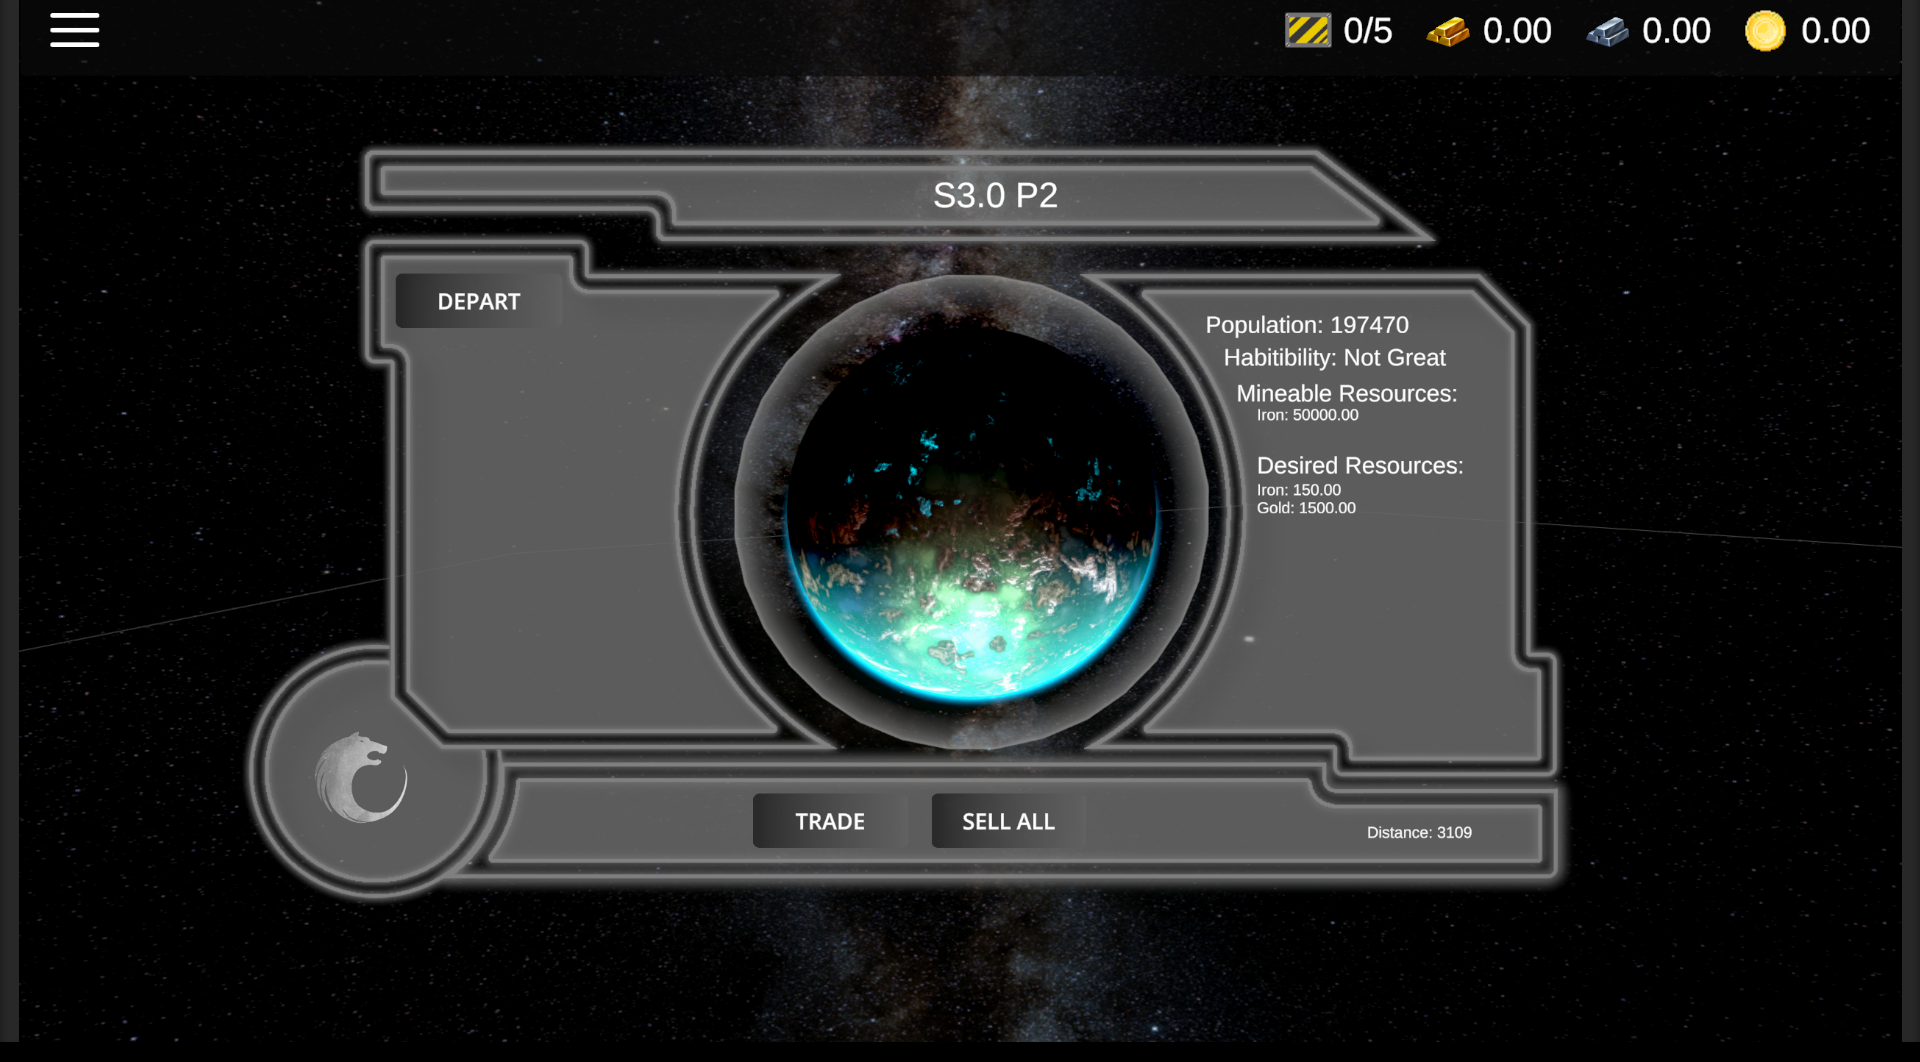 0/5 0.00 0.00 0.00
S3.0 P2
DEPART
Population: 197470
Habitibility: Not Great
Mineable Resources:
Iron: 50000.00
Desired Resources:
Iron: 150.00
Gold: 1500.00
TRADE SELL ALL
Distance: 3109